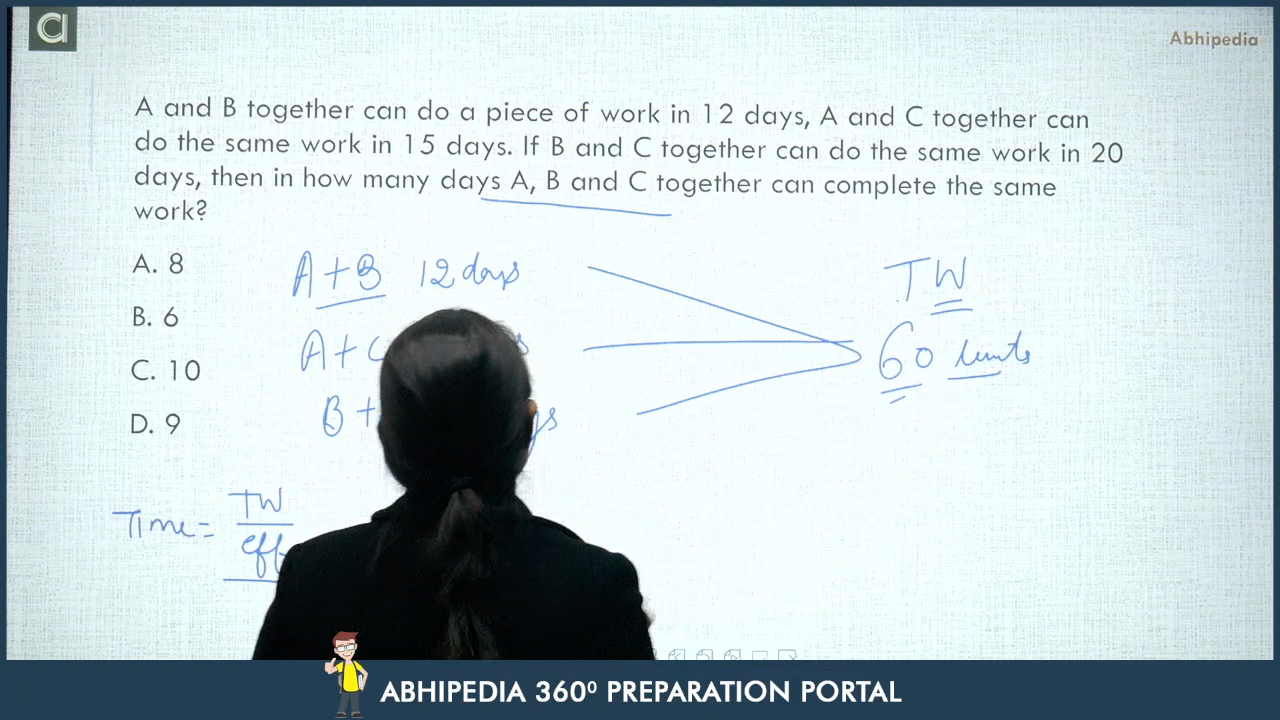 Abhipedia
A and B together can do a piece of work in 12 days, A and C together can
do the same work in 15 days. If B and C together can do the same work in 20
days, then in how many days A, B and C together can complete the same
work?
A. 8
B. 6
C. 10
D. 9
A+B 12 days
A+C
B+
TW
60 units
Time = TW
eff
ABHIPEDIA 360⁰ PREPARATION PORTAL